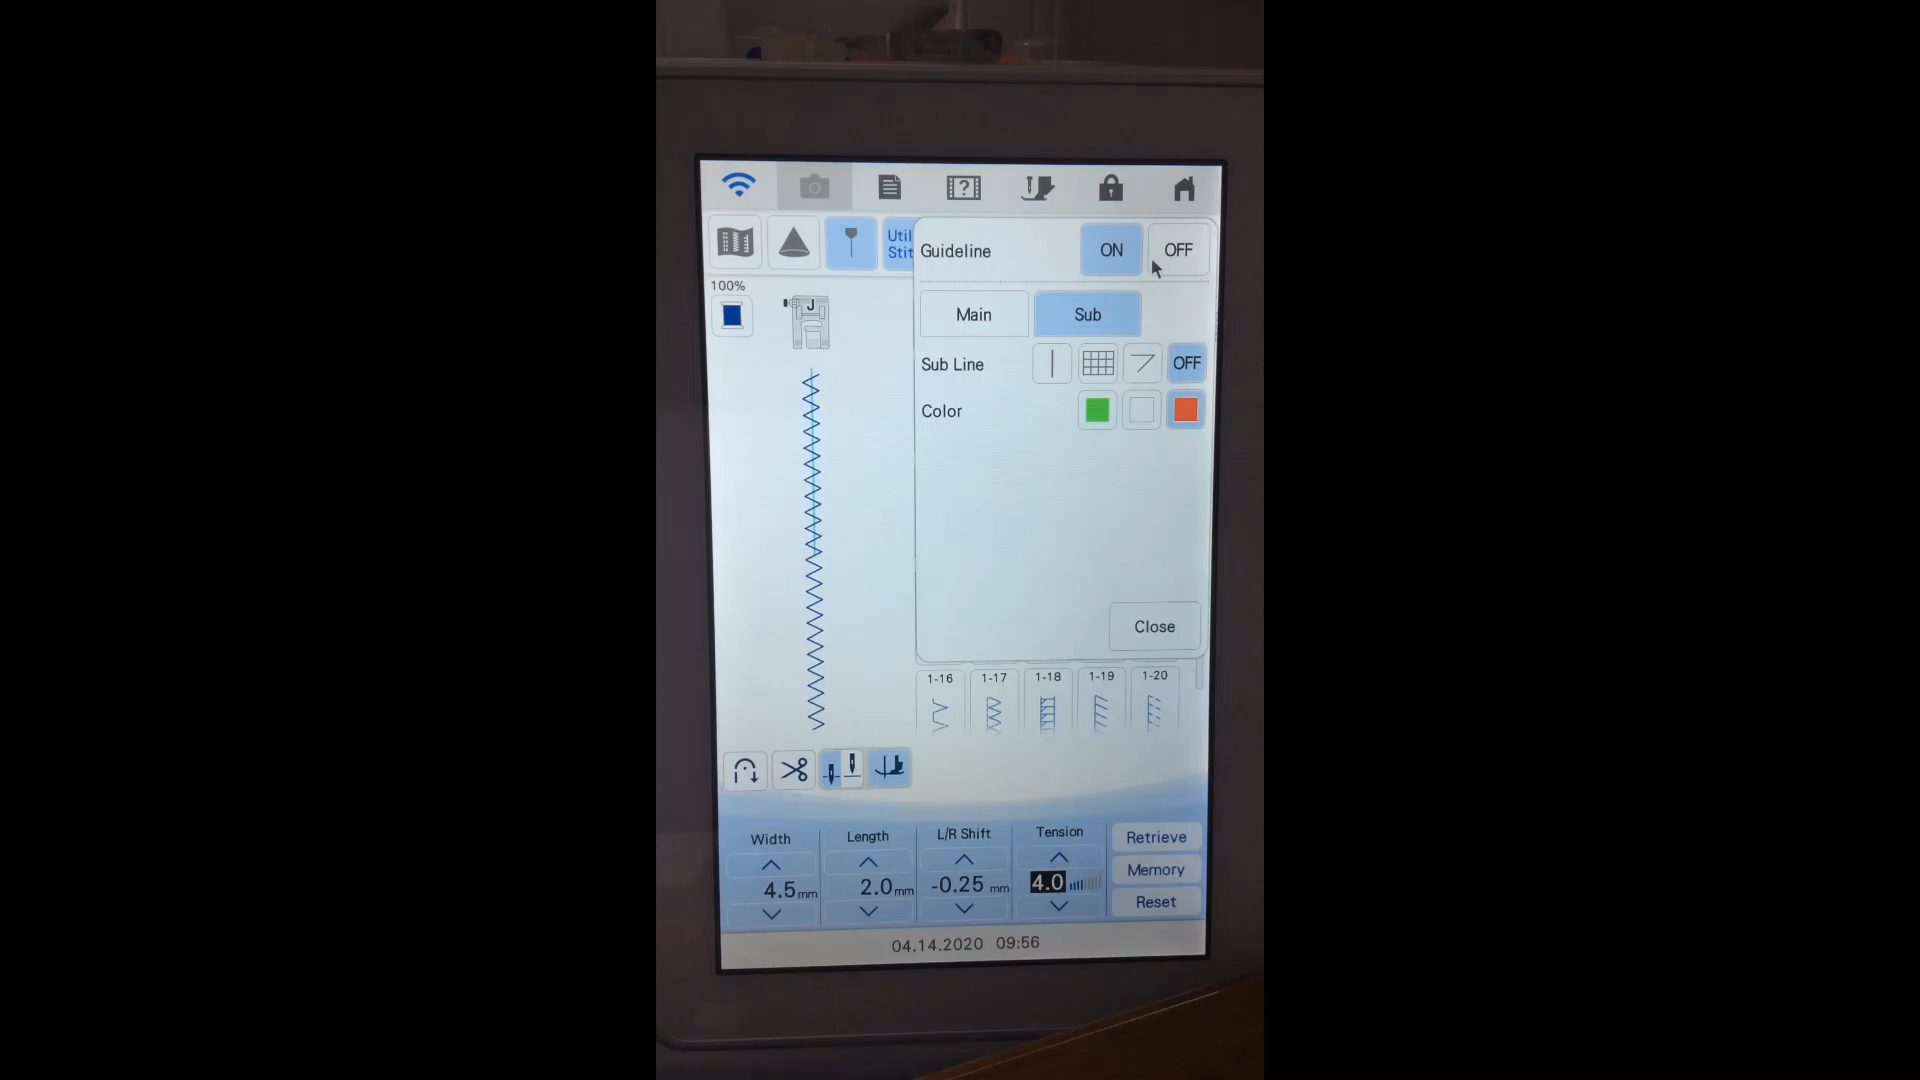 Util
Stit
Guideline
ON
OFF
100%
J
Main
Sub
Sub Line
OFF
Color
Close
1-16
1-17
1-18
1-19
1-20
Width
Length
L/R Shift
Tension
4.5mm
2.0mm
-0.25 mm
4.0
Retrieve
Memory
Reset
04.14.2020 09:56